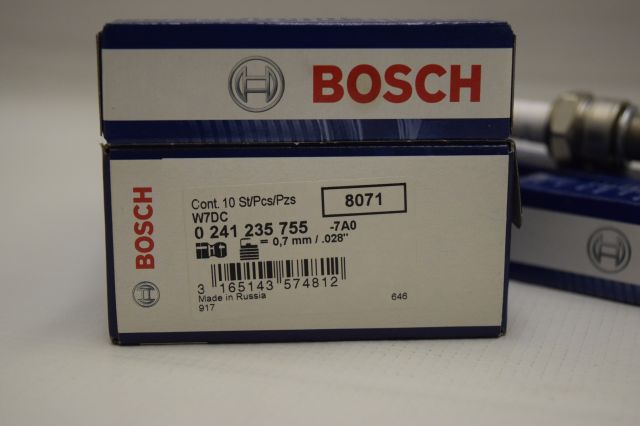 BOSCH
BOSCH
Cont. 10 St/Pcs/Pzs
8071
W7DC
0 241 235 755 -7A0
= 0,7 mm / .028"
3 165143 574812
Made in Russia
917
646